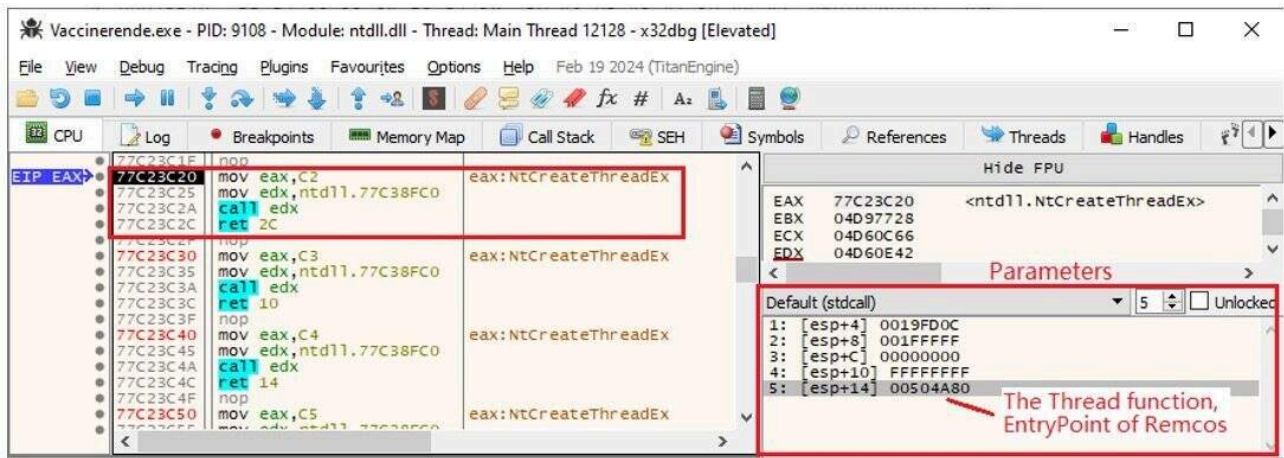 Vaccinerende.exe - PID: 9108 - Module: ntdll.dll - Thread: Main Thread 12128 - x32dbg [Elevated]
File View Debug Tracing Plugins Favourites Options Help Feb 19 2024 (TitanEngine)
CPU Log Breakpoints Memory Map Call Stack SEH Symbols References Threads Handles
77C23C1F nop
EIP EAX 77C23C20 mov eax,C2 eax:NtCreateThreadEx
77C23C25 mov edx,ntdll.77C38FC0
77C23C2A call edx
77C23C2C ret 2C
77C23C2F nop
77C23C30 mov eax,C3 eax:NtCreateThreadEx
77C23C35 mov edx,ntdll.77C38FC0
77C23C3A call edx
77C23C3C ret 10
77C23C3F nop
77C23C40 mov eax,C4 eax:NtCreateThreadEx
77C23C45 mov edx,ntdll.77C38FC0
77C23C4A call edx
77C23C4C ret 14
77C23C4F nop
77C23C50 mov eax,C5 eax:NtCreateThreadEx
Hide FPU
EAX 77C23C20 <ntdll.NtCreateThreadEx>
EBX 04D97728
ECX 04D60C66
EDX 04D60E42
Parameters
Default (stdcall) 5 Unlocked
1: [esp+4] 0019FD0C
2: [esp+8] 001FFFFF
3: [esp+C] 00000000
4: [esp+10] FFFFFFFF
5: [esp+14] 00504A80
The Thread function,
EntryPoint of Remcos